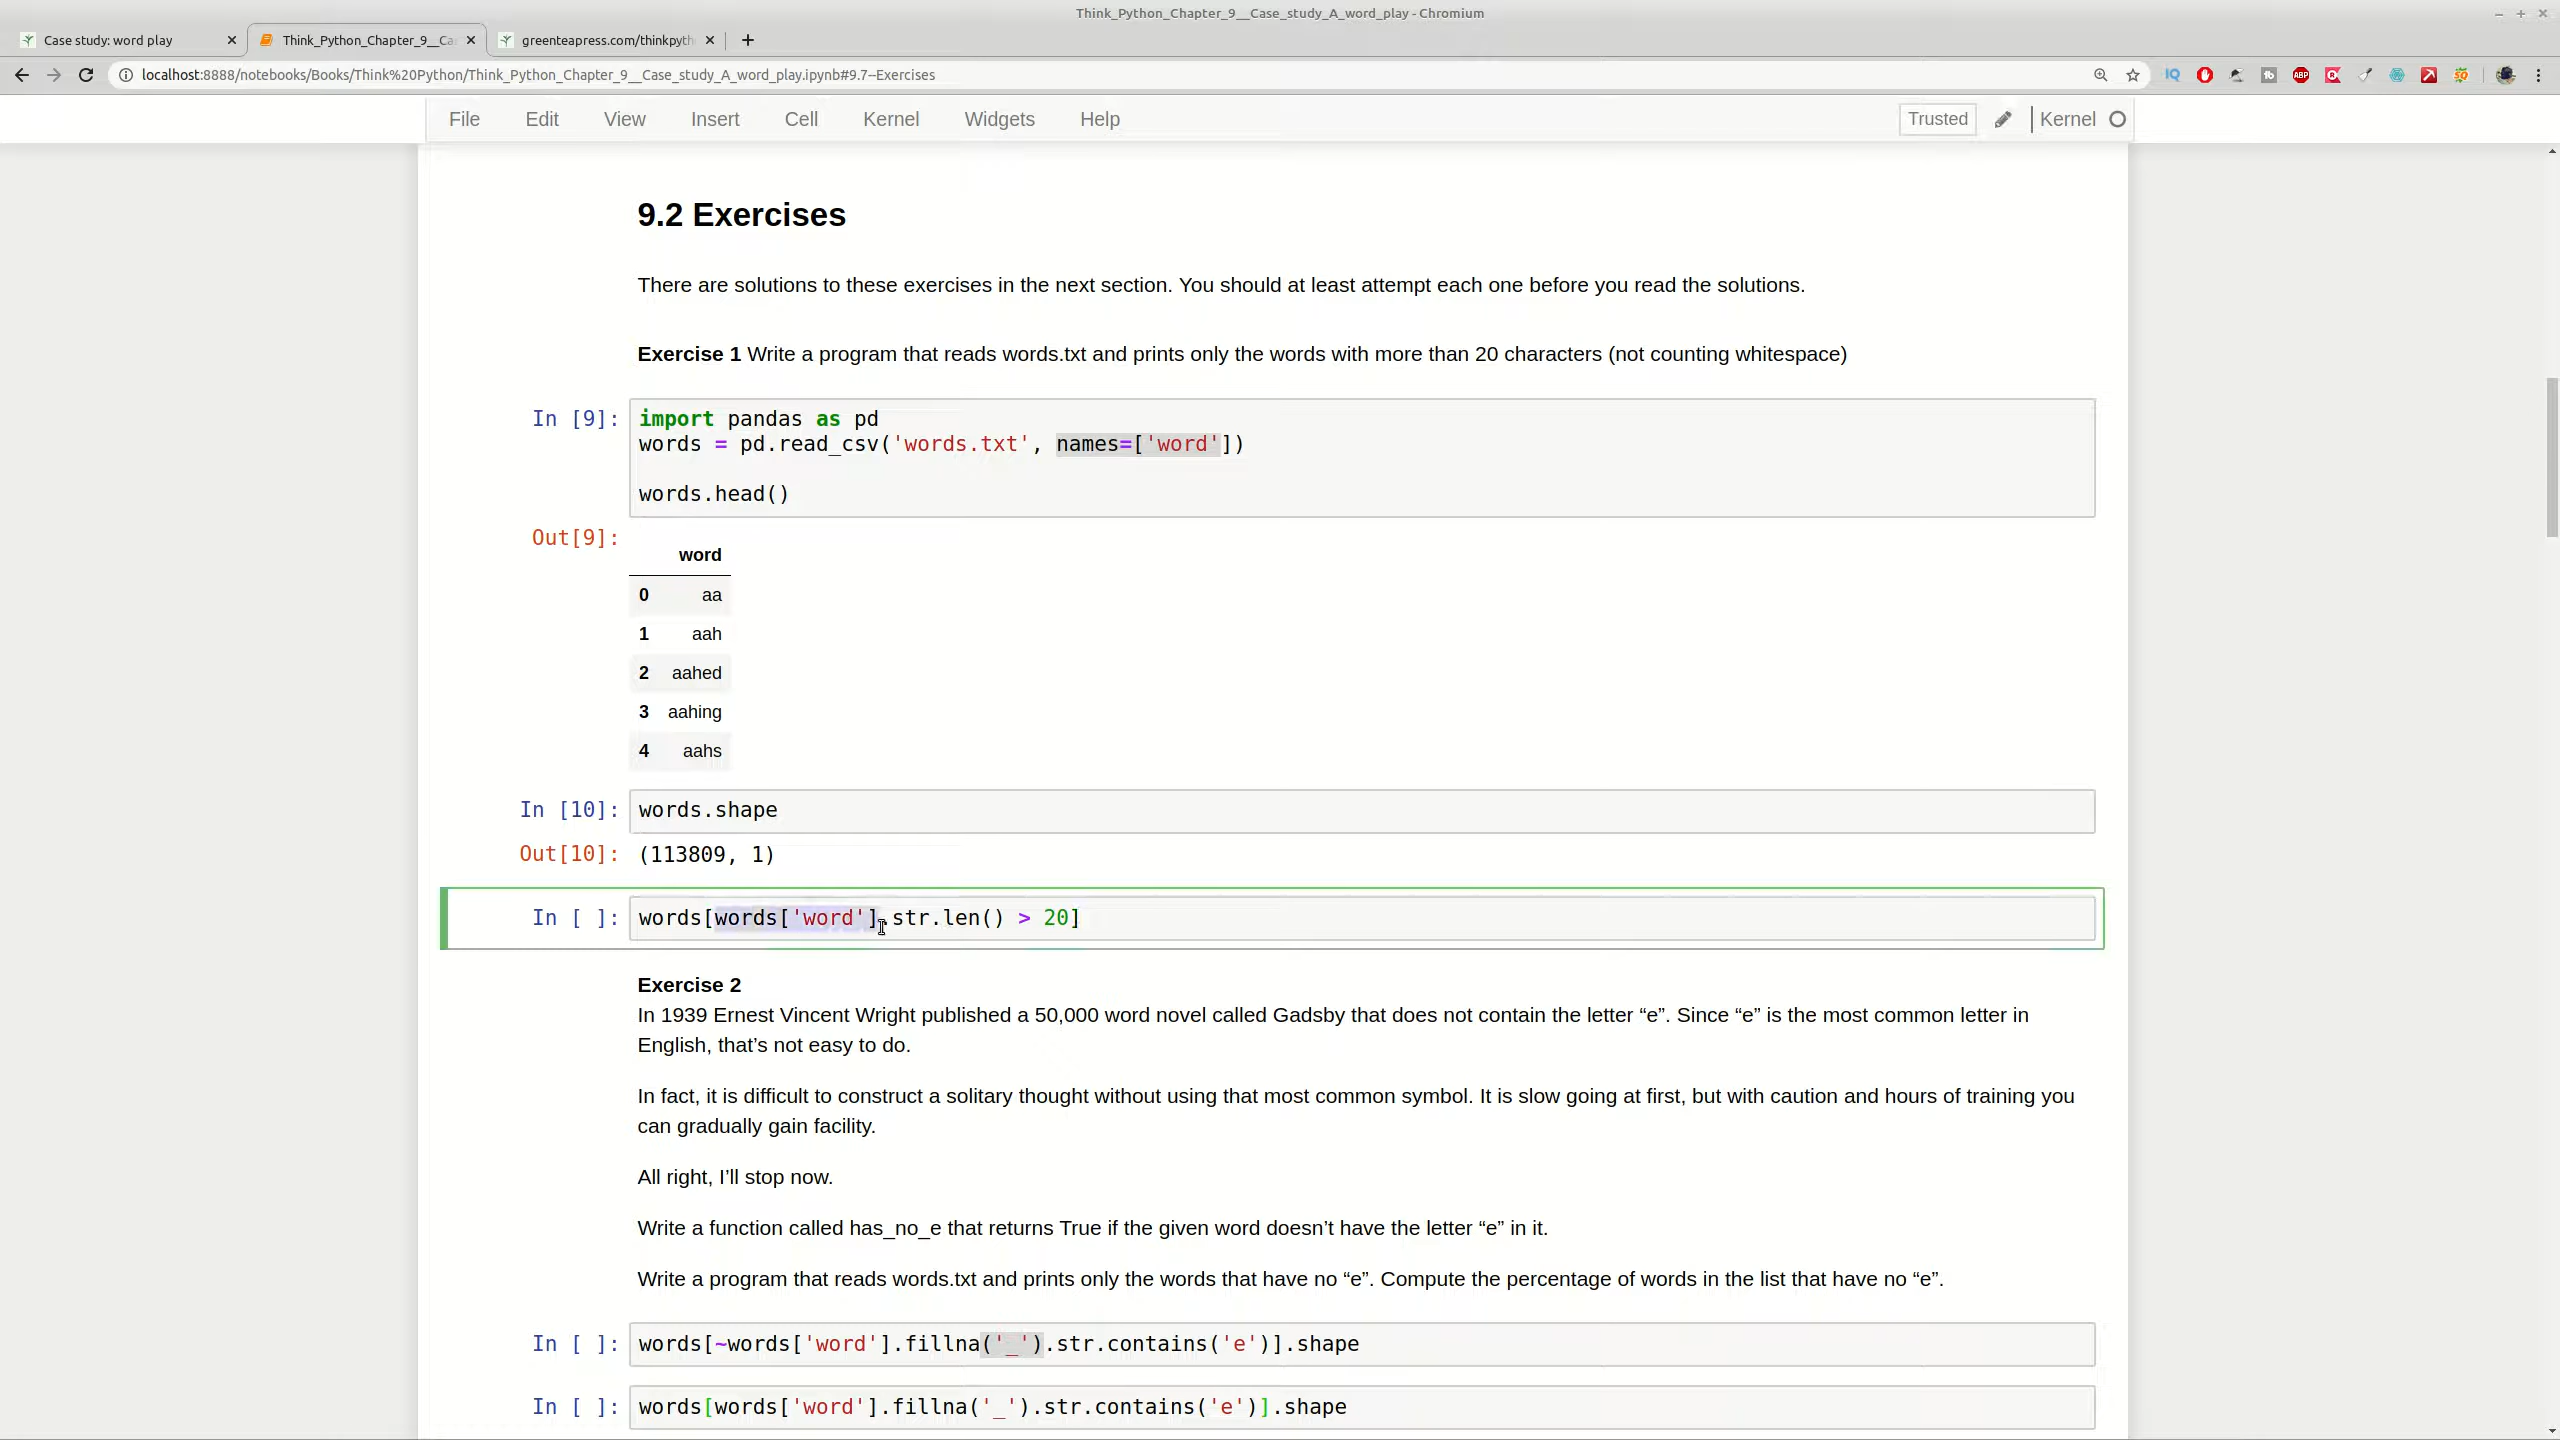 Think_Python_Chapter_9__Case_study_A_word_play - Chromium
Case study: word play
Think_Python_Chapter_9__Ca
greenteapress.com/thinkpyth
localhost:8888/notebooks/Books/Think%20Python/Think_Python_Chapter_9__Case_study_A_word_play.ipynb#9.7--Exercises
File Edit View Insert Cell Kernel Widgets Help Trusted Kernel
9.2 Exercises
There are solutions to these exercises in the next section. You should at least attempt each one before you read the solutions.
Exercise 1 Write a program that reads words.txt and prints only the words with more than 20 characters (not counting whitespace)
In [9]: import pandas as pd
words = pd.read_csv('words.txt', names=['word'])
words.head()
Out[9]:
word
0 aa
1 aah
2 aahed
3 aahing
4 aahs
In [10]: words.shape
Out[10]: (113809, 1)
In [ ]: words[words['word'].str.len() > 20]
Exercise 2
In 1939 Ernest Vincent Wright published a 50,000 word novel called Gadsby that does not contain the letter “e”. Since “e” is the most common letter in
English, that’s not easy to do.
In fact, it is difficult to construct a solitary thought without using that most common symbol. It is slow going at first, but with caution and hours of training you
can gradually gain facility.
All right, I’ll stop now.
Write a function called has_no_e that returns True if the given word doesn’t have the letter “e” in it.
Write a program that reads words.txt and prints only the words that have no “e”. Compute the percentage of words in the list that have no “e”.
In [ ]: words[~words['word'].fillna('_').str.contains('e')].shape
In [ ]: words[words['word'].fillna('_').str.contains('e')].shape